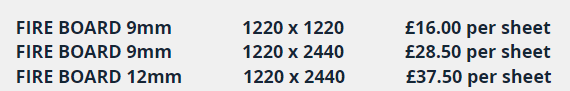 FIRE BOARD 9mm 1220 x 1220 £16.00 per sheet
FIRE BOARD 9mm 1220 x 2440 £28.50 per sheet
FIRE BOARD 12mm 1220 x 2440 £37.50 per sheet